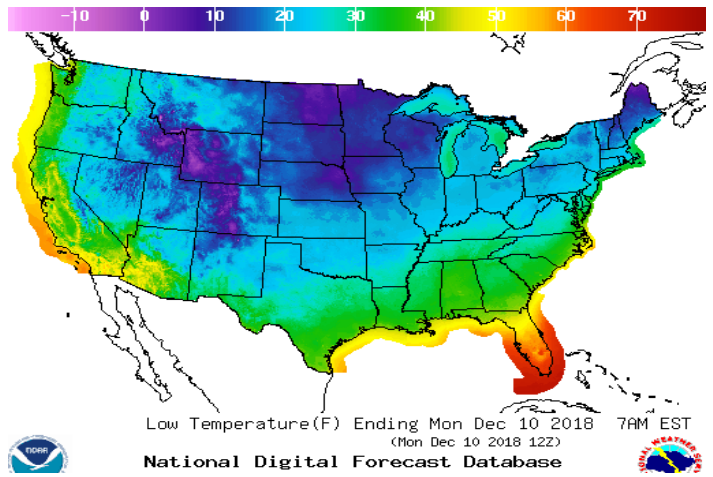 -10 0 10 20 30 40 50 60 70
Low Temperature(F) Ending Mon Dec 10 2018 7AM EST
(Mon Dec 10 2018 12Z)
National Digital Forecast Database
NOAA